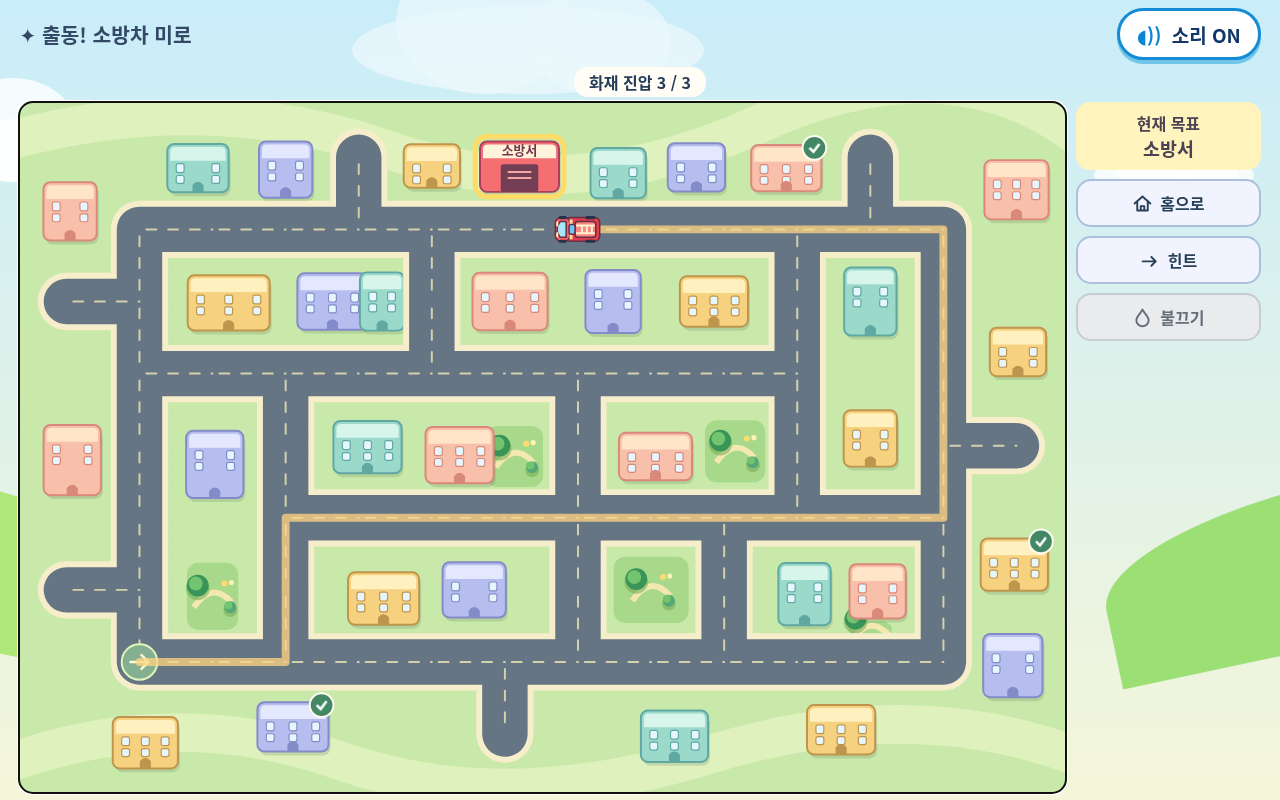 ✦ 출동! 소방차 미로
소리 ON
화재 진압 3 / 3
소방서
현재 목표
소방서
홈으로
힌트
불끄기